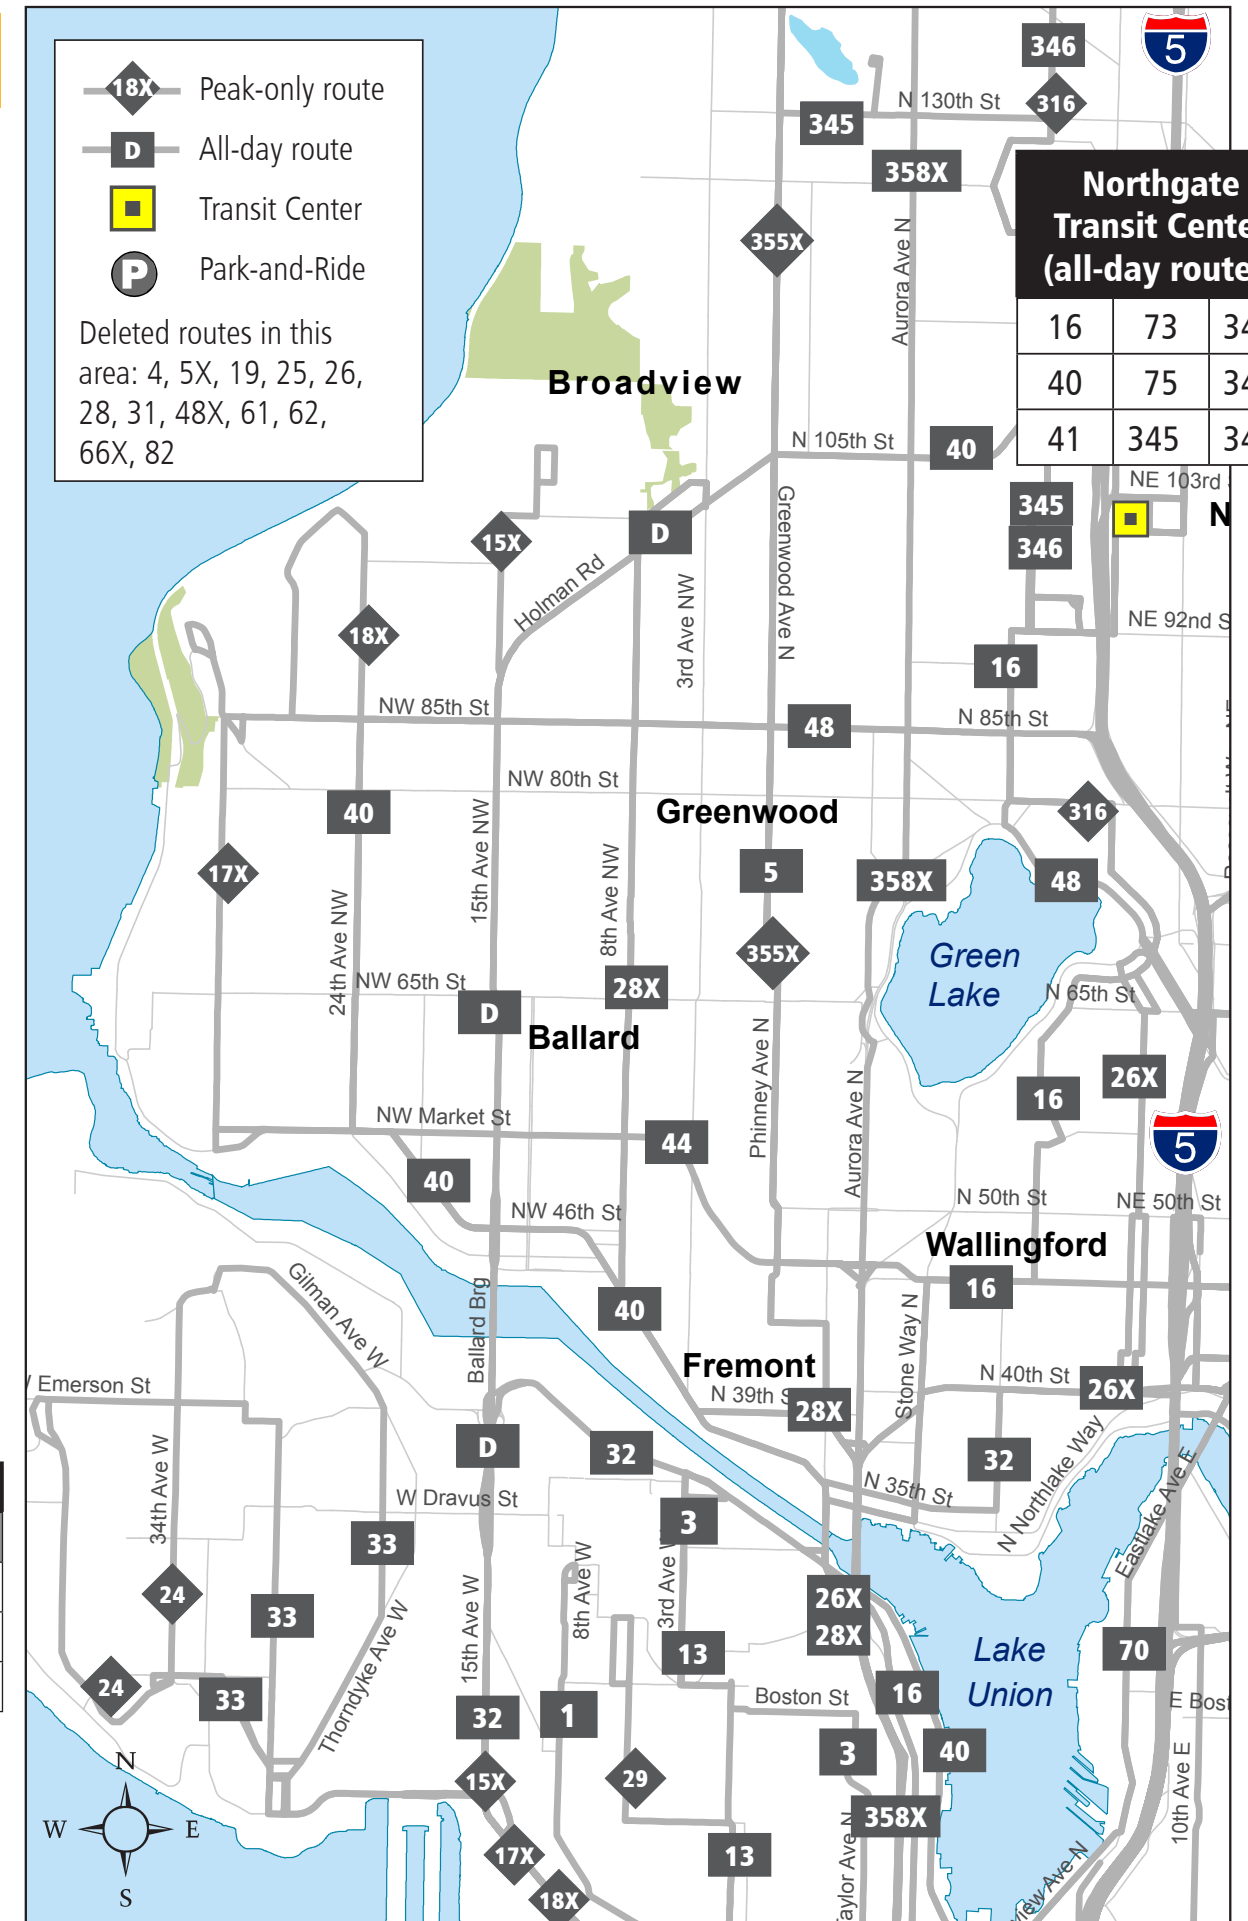 18X Peak-only route
D All-day route
Transit Center
P Park-and-Ride
Deleted routes in this
area: 4, 5X, 19, 25, 26,
28, 31, 48X, 61, 62,
66X, 82
346
5
316
N 130th St
345
358X
Northgate
Transit Cente
(all-day route
16 73 34
40 75 34
41 345 34
355X
Aurora Ave N
Broadview
N 105th St
40
NE 103rd
345
346
N
D
15X
Holman Rd
3rd Ave NW
Greenwood Ave N
NE 92nd S
18X
16
NW 85th St
48
N 85th St
NW 80th St
40
Greenwood
316
15th Ave NW
17X
5
358X
48
8th Ave NW
24th Ave NW
355X
Green
Lake
NW 65th St
28X
N 65th St
D
Ballard
Phinney Ave N
Aurora Ave N
26X
16
NW Market St
44
5
40
N 50th St
NE 50th St
NW 46th St
Wallingford
16
Gilman Ave W
Ballard Brg
40
Stone Way N
Fremont
Emerson St
N 39th S
28X
N 40th St
26X
34th Ave W
D
32
32
N Northlake Way
Eastlake Ave E
W Dravus St
N 35th St
3
33
24
33
8th Ave W
3rd Ave W
15th Ave W
26X
28X
Thorndyke Ave W
13
Lake
Union
70
24
33
32
1
Boston St
16
E Bost
3
40
15X
29
10th Ave E
N
W E
S
358X
17X
13
18X
aylor Ave N
view Ave N